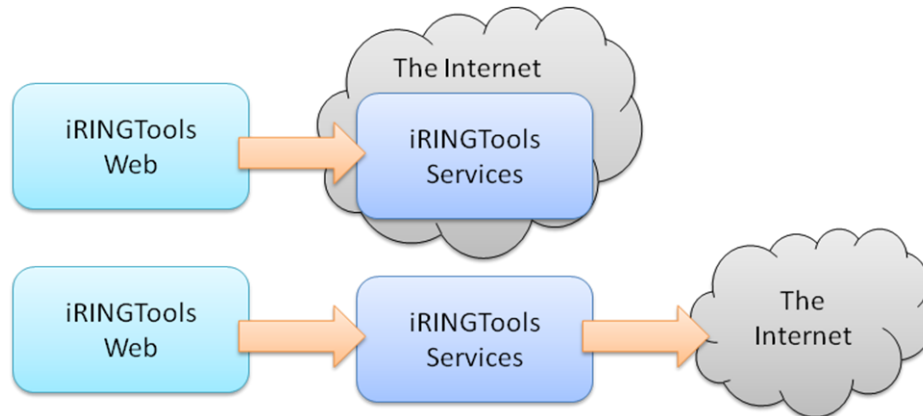 The Internet
iRINGTools
Web
iRINGTools
Services
iRINGTools
Web
iRINGTools
Services
The
Internet